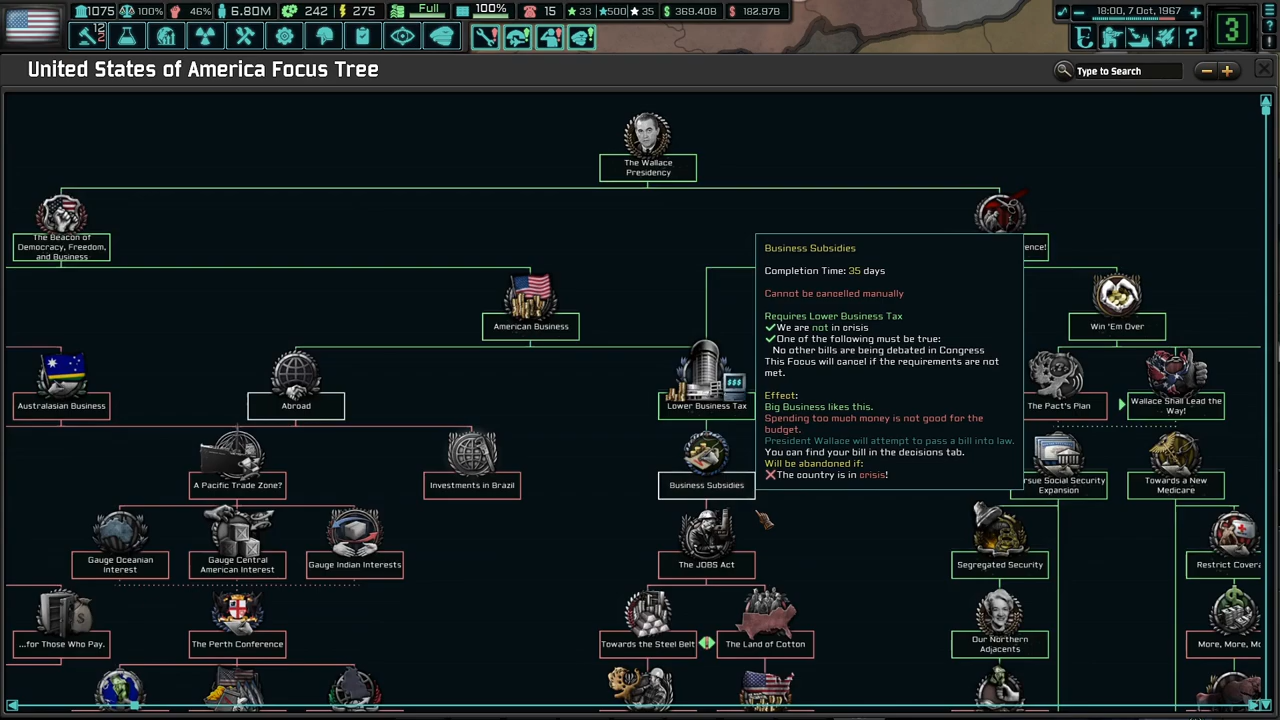 1075 100% 46% 6.80M 242 275 Full 100% 15 33 500 35 369.408 182.978
18:00, 7 Oct, 1967
12
3
United States of America Focus Tree
Type to Search
The Wallace
Presidency
The Beacon of
Democracy, Freedom,
and Business
ence!
American Business
Win 'Em Over
Australasian Business
Abroad
Lower Business Tax
The Pact's Plan
Wallace Shall Lead the
Way!
Business Subsidies
Completion Time: 35 days
Cannot be cancelled manually
Requires Lower Business Tax
We are not in crisis
One of the following must be true:
No other bills are being debated in Congress
This Focus will cancel if the requirements are not
met.
Effect:
Big Business likes this.
Spending too much money is not good for the
budget.
President Wallace will attempt to pass a bill into law.
You can find your bill in the decisions tab.
Will be abandoned if:
The country is in crisis!
A Pacific Trade Zone?
Investments in Brazil
Business Subsidies
rsue Social Security
Expansion
Towards a New
Medicare
Gauge Oceanian
Interest
Gauge Central
American Interest
Gauge Indian Interests
The JOBS Act
Segregated Security
Restrict Covera
...for Those Who Pay.
The Perth Conference
Towards the Steel Belt
The Land of Cotton
Our Northern
Adjacents
More, More, Mo